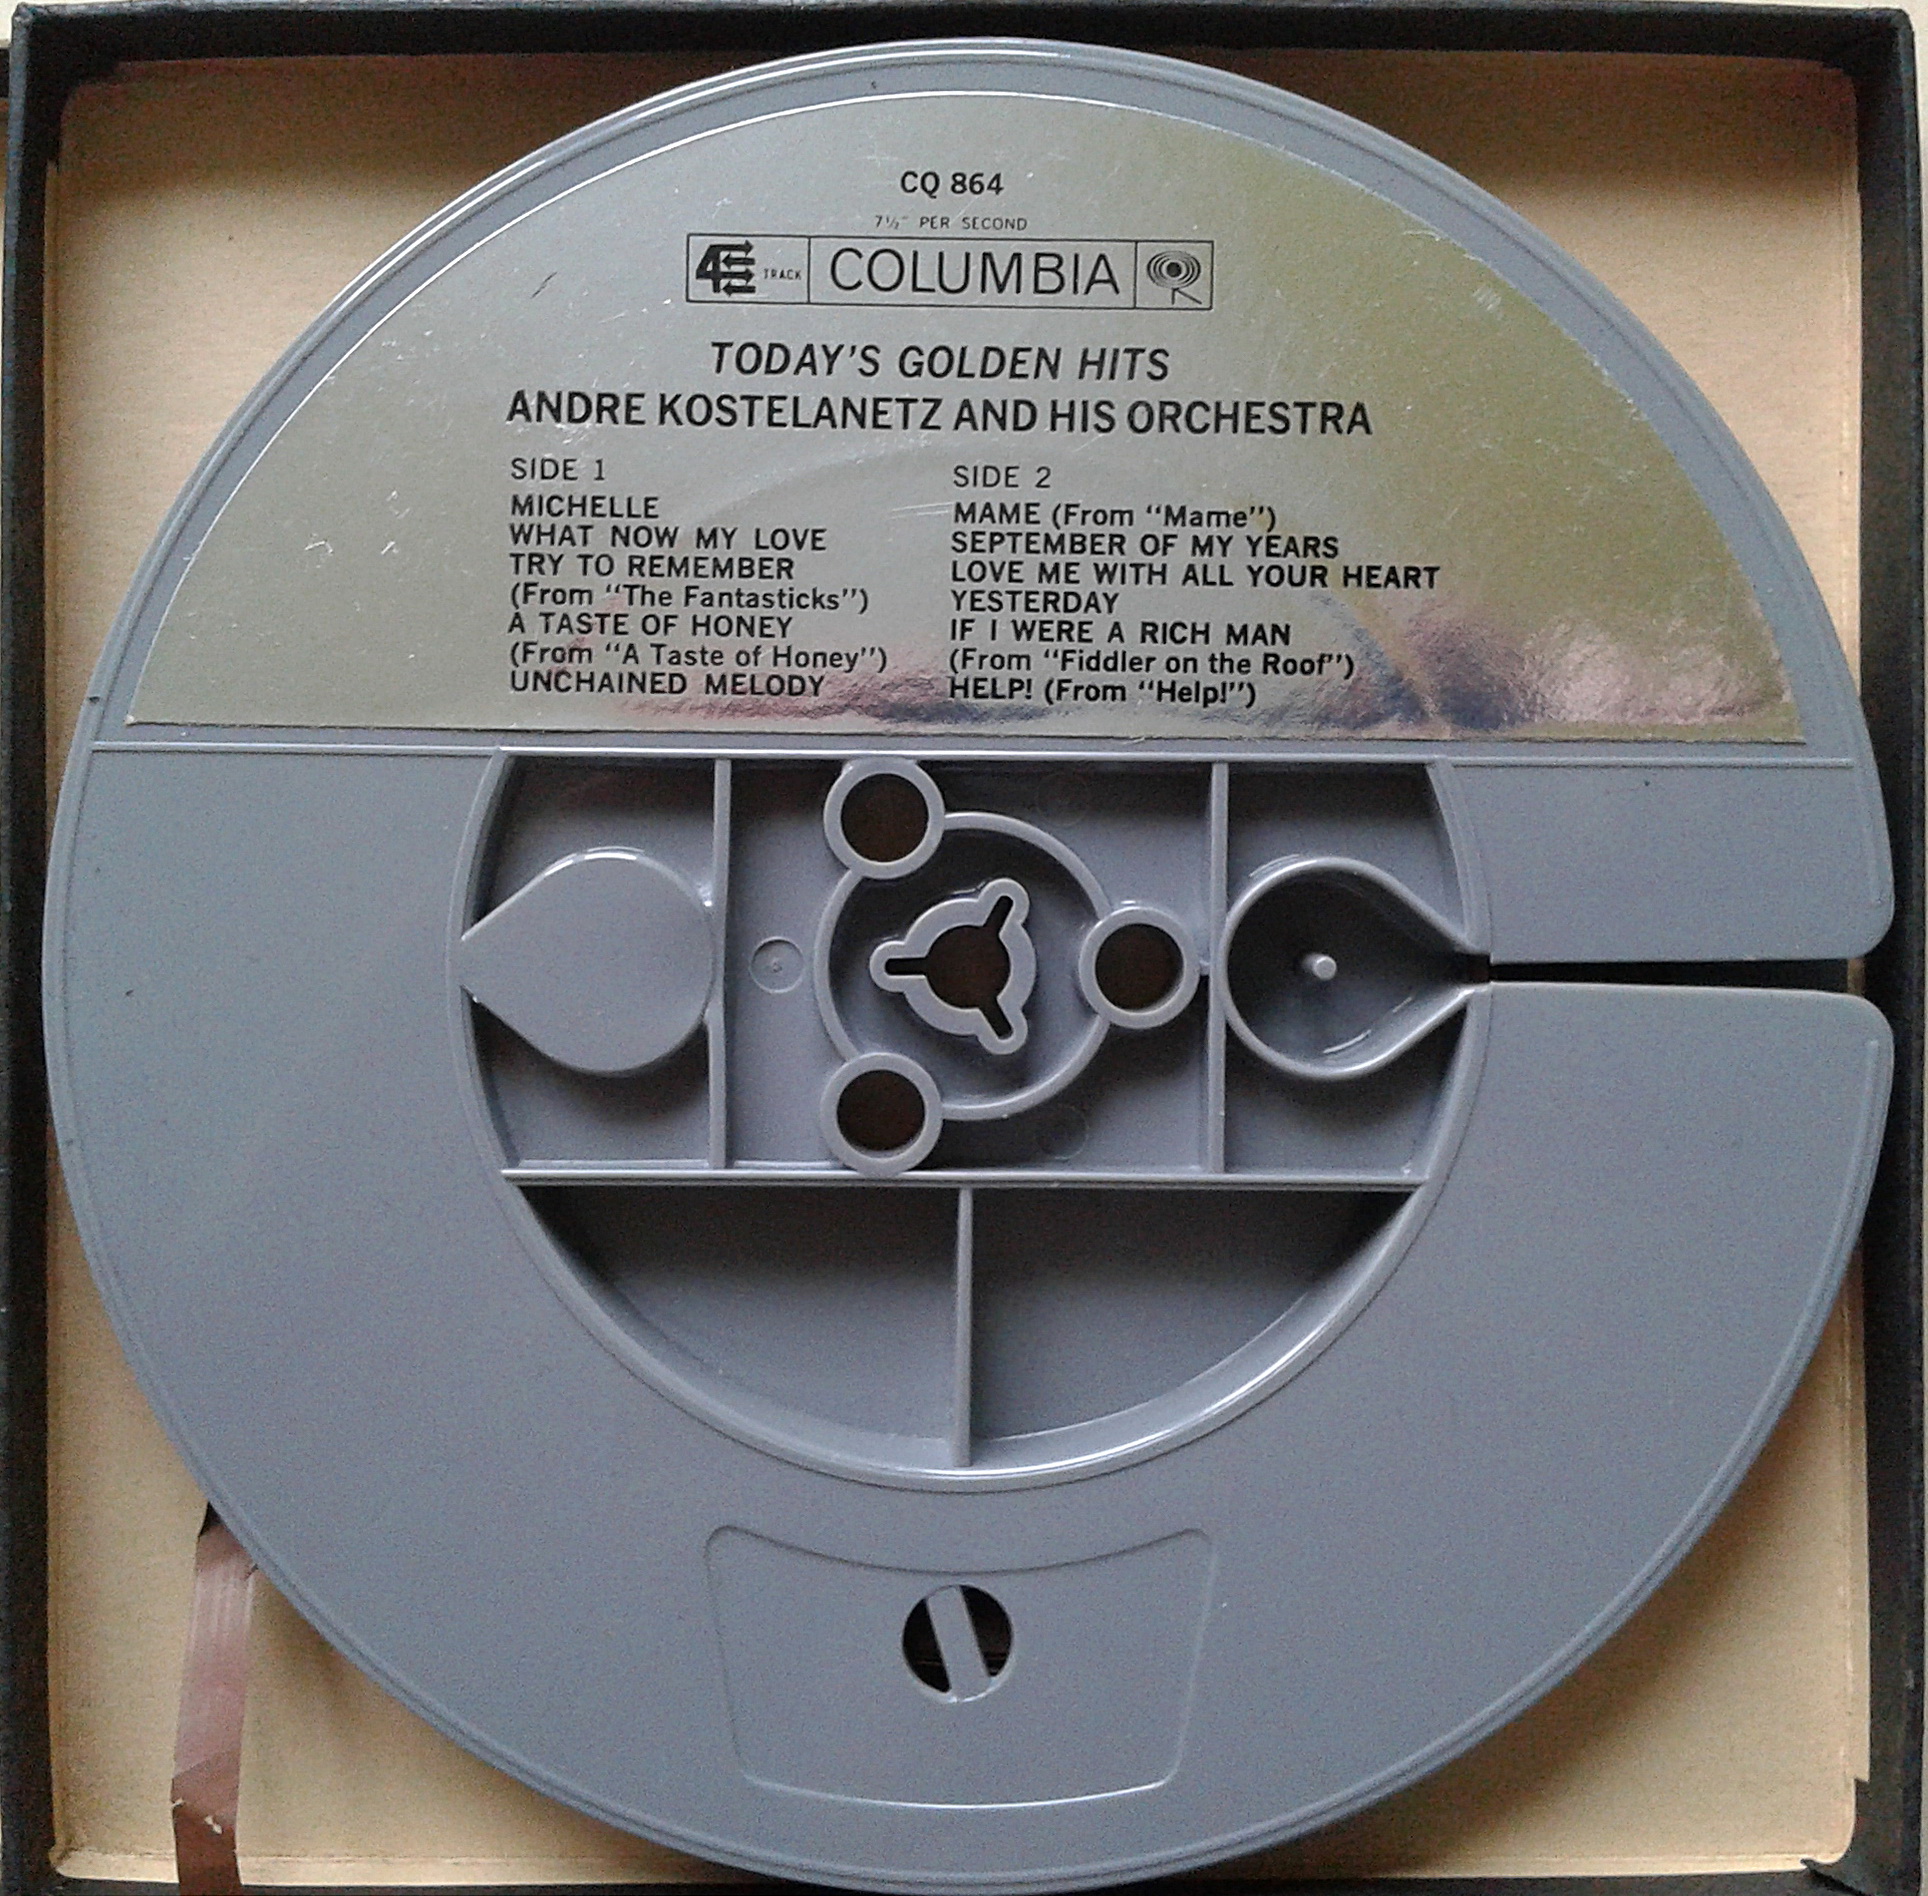 CQ 864
7½" PER SECOND
4 TRACK COLUMBIA
TODAY'S GOLDEN HITS
ANDRE KOSTELANETZ AND HIS ORCHESTRA
SIDE 1
MICHELLE
WHAT NOW MY LOVE
TRY TO REMEMBER
(From "The Fantasticks")
A TASTE OF HONEY
(From "A Taste of Honey")
UNCHAINED MELODY
SIDE 2
MAME (From "Mame")
SEPTEMBER OF MY YEARS
LOVE ME WITH ALL YOUR HEART
YESTERDAY
IF I WERE A RICH MAN
(From "Fiddler on the Roof")
HELP! (From "Help!")